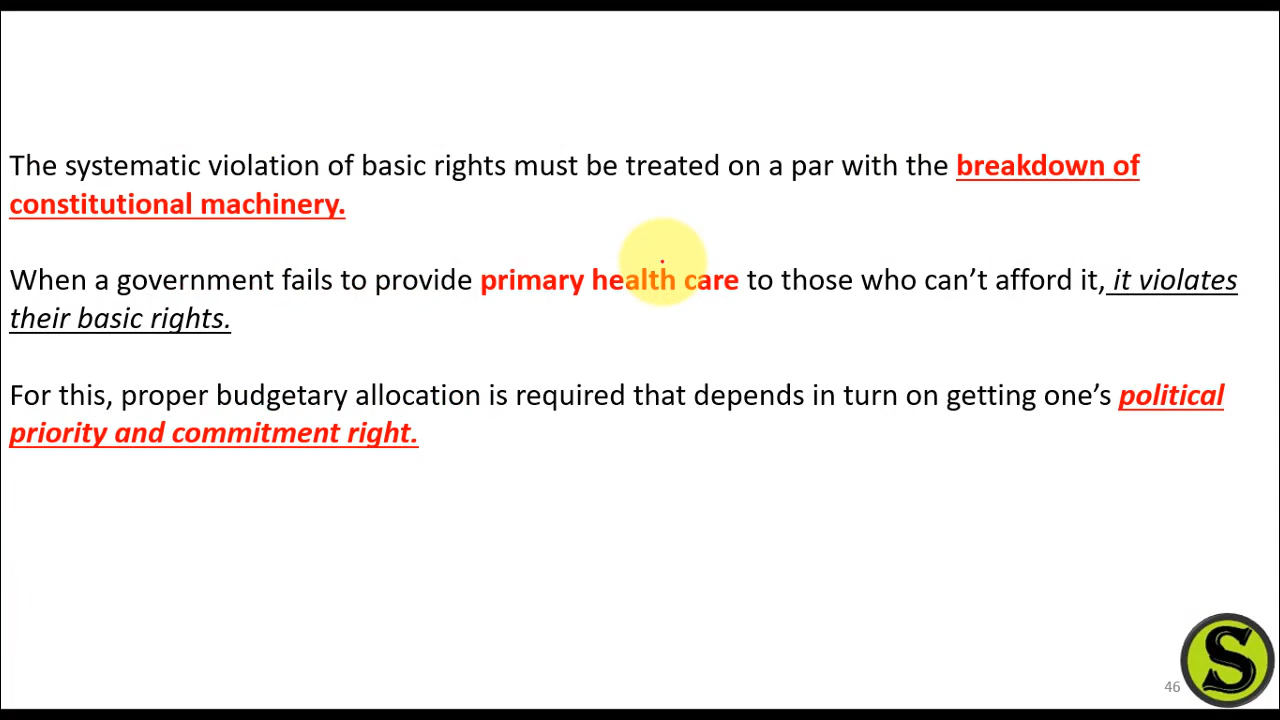 The systematic violation of basic rights must be treated on a par with the breakdown of
constitutional machinery.
When a government fails to provide primary health care to those who can’t afford it, it violates
their basic rights.
For this, proper budgetary allocation is required that depends in turn on getting one’s political
priority and commitment right.
46
S